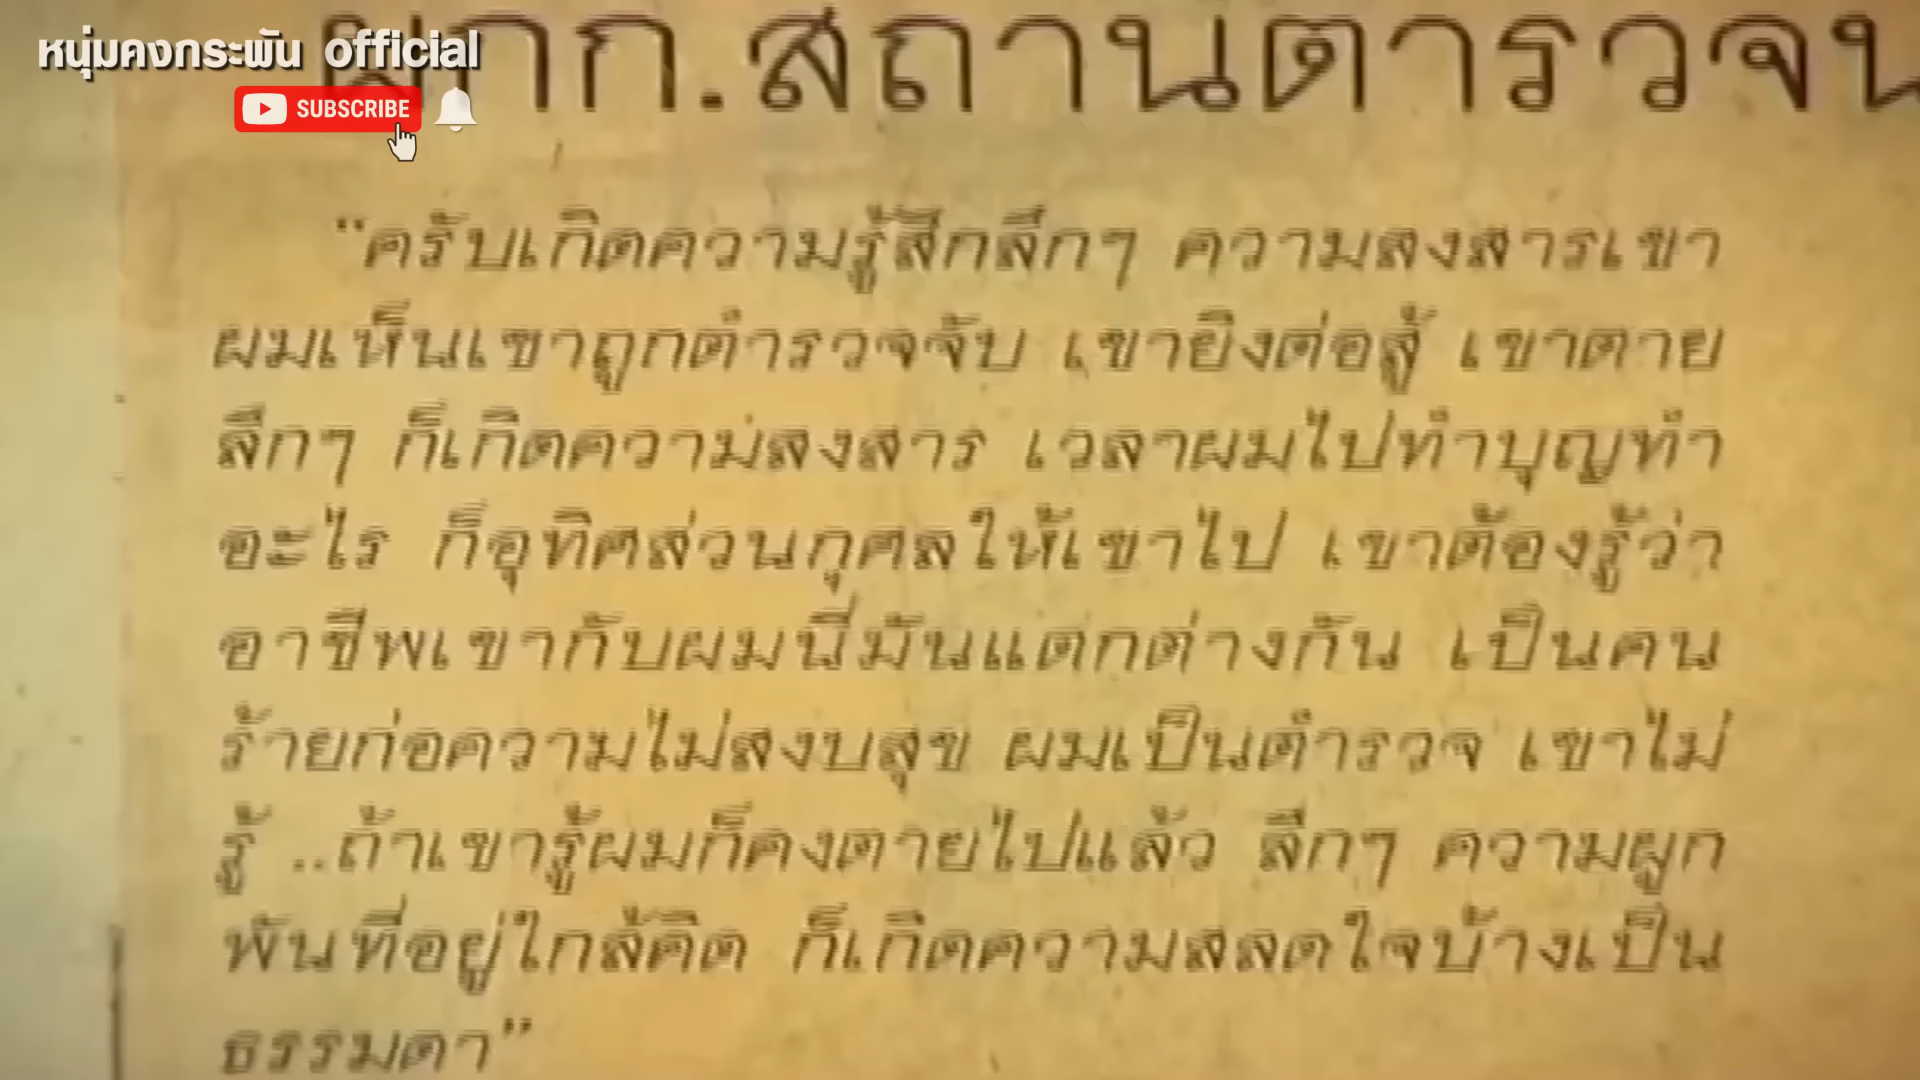 หนุ่มคงกระพัน official
SUBSCRIBE
ผกก.สถานตารวจน
“ครับเกิดความรู้สึกลึกๆ ความสงสารเขา
ผมเห็นเขาถูกตำรวจจับ เขายิงต่อสู้ เขาตาย
ลึกๆ ก็เกิดความสงสาร เวลาผมไปทำบุญทำ
อะไร ก็อุทิศส่วนกุศลให้เขาไป เขาต้องรู้ว่า
อาชีพเขากับผมนี่มันแตกต่างกัน เป็นคน
ร้ายก่อความไม่สงบสุข ผมเป็นตำรวจ เขาไม่
รู้ ..ถ้าเขารู้ผมก็คงตายไปแล้ว ลึกๆ ความผูก
พันที่อยู่ใกล้คิด ก็เกิดความสลดใจบ้างเป็น
ธรรมดา”